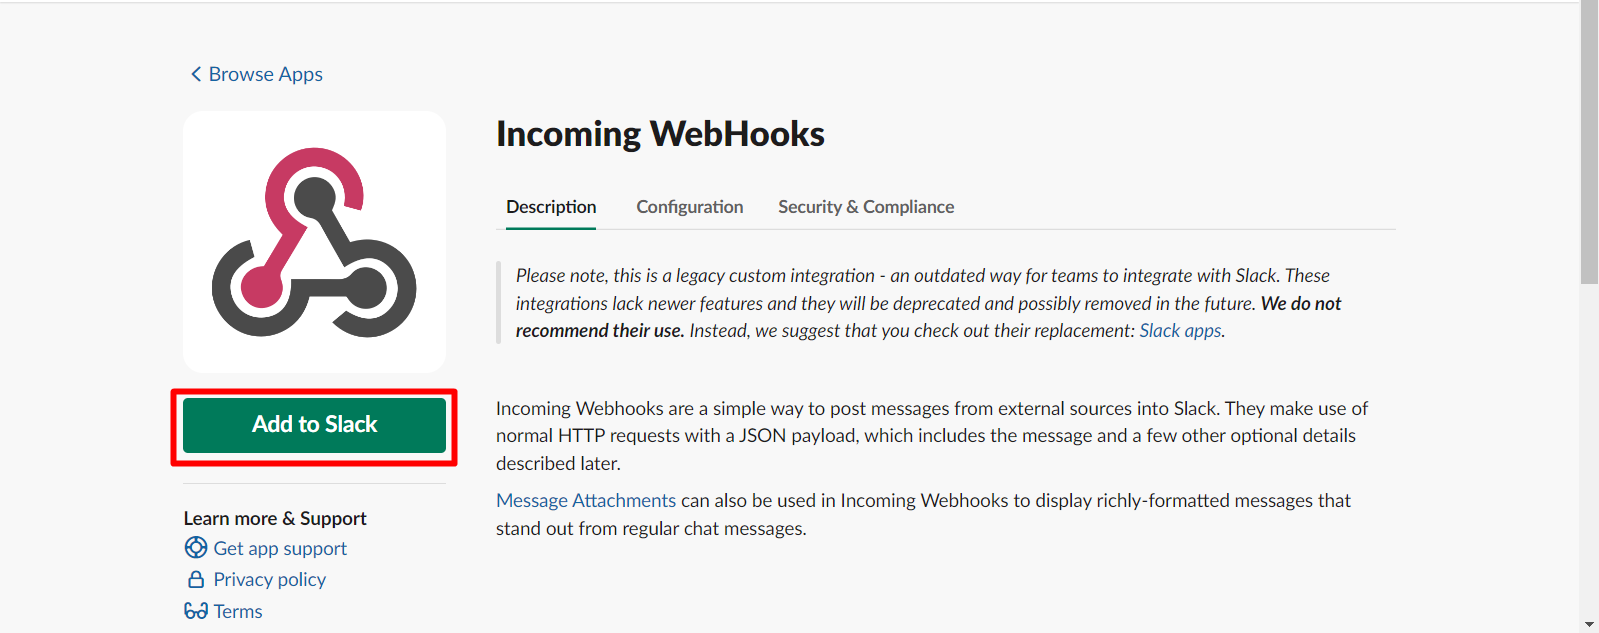 Browse Apps
Incoming WebHooks
Description Configuration Security & Compliance
Please note, this is a legacy custom integration - an outdated way for teams to integrate with Slack. These
integrations lack newer features and they will be deprecated and possibly removed in the future. We do not
recommend their use. Instead, we suggest that you check out their replacement: Slack apps.
Add to Slack
Incoming Webhooks are a simple way to post messages from external sources into Slack. They make use of
normal HTTP requests with a JSON payload, which includes the message and a few other optional details
described later.
Message Attachments can also be used in Incoming Webhooks to display richly-formatted messages that
stand out from regular chat messages.
Learn more & Support
Get app support
Privacy policy
Terms